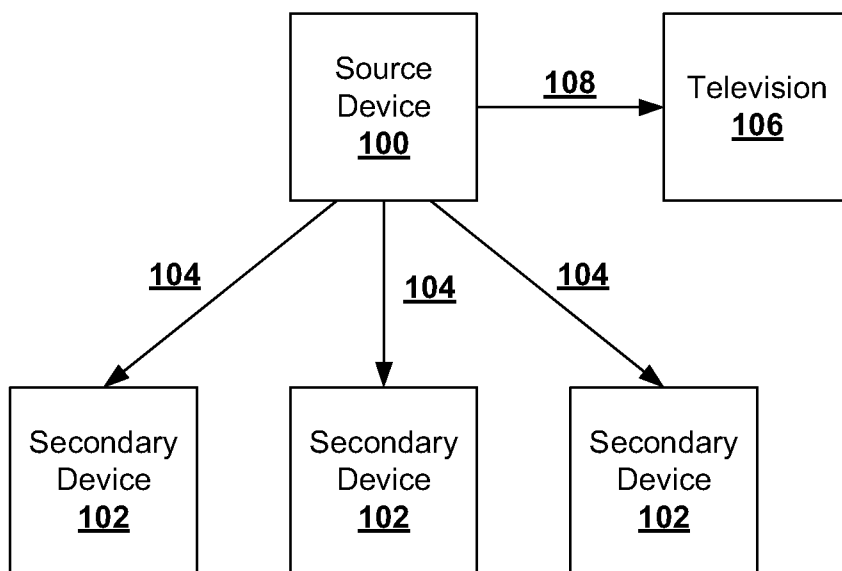 Source
Device
100
108
Television
106
104
104
104
Secondary
Device
102
Secondary
Device
102
Secondary
Device
102